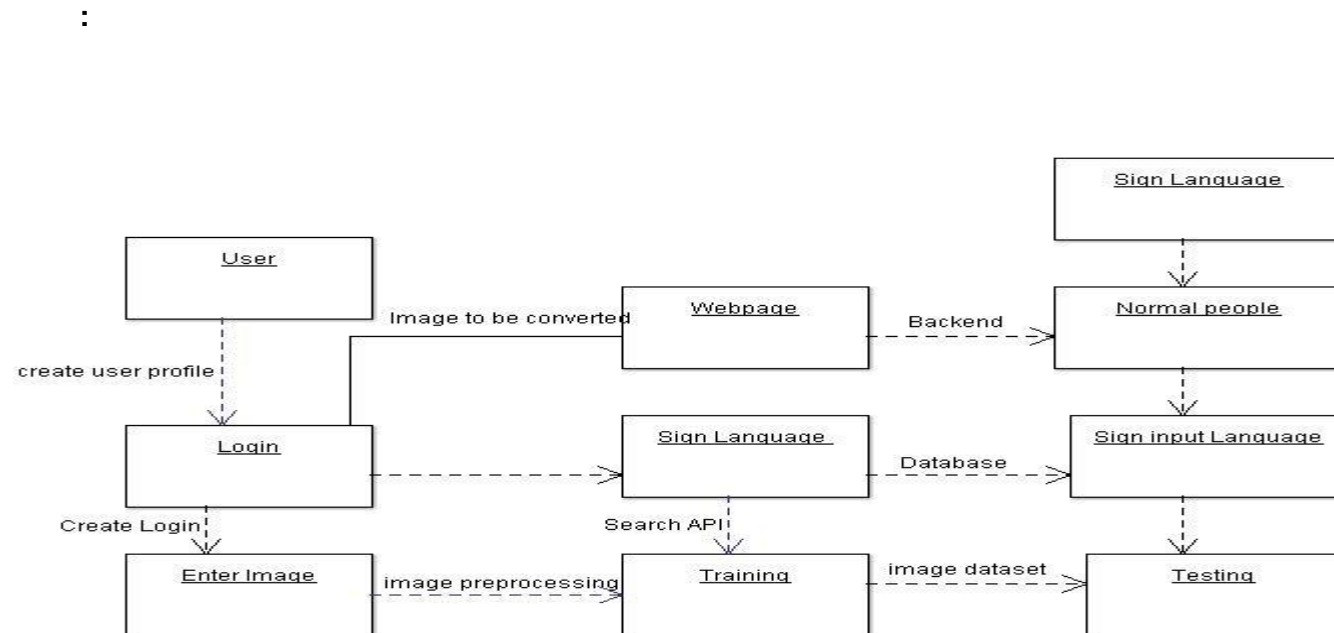 :
Sign Language
User
Image to be converted
Webpage
Backend
Normal people
create user profile
Login
Sign Language
Database
Sign input Language
Create Login
Search API
Enter Image
image preprocessing
Training
image dataset
Testing